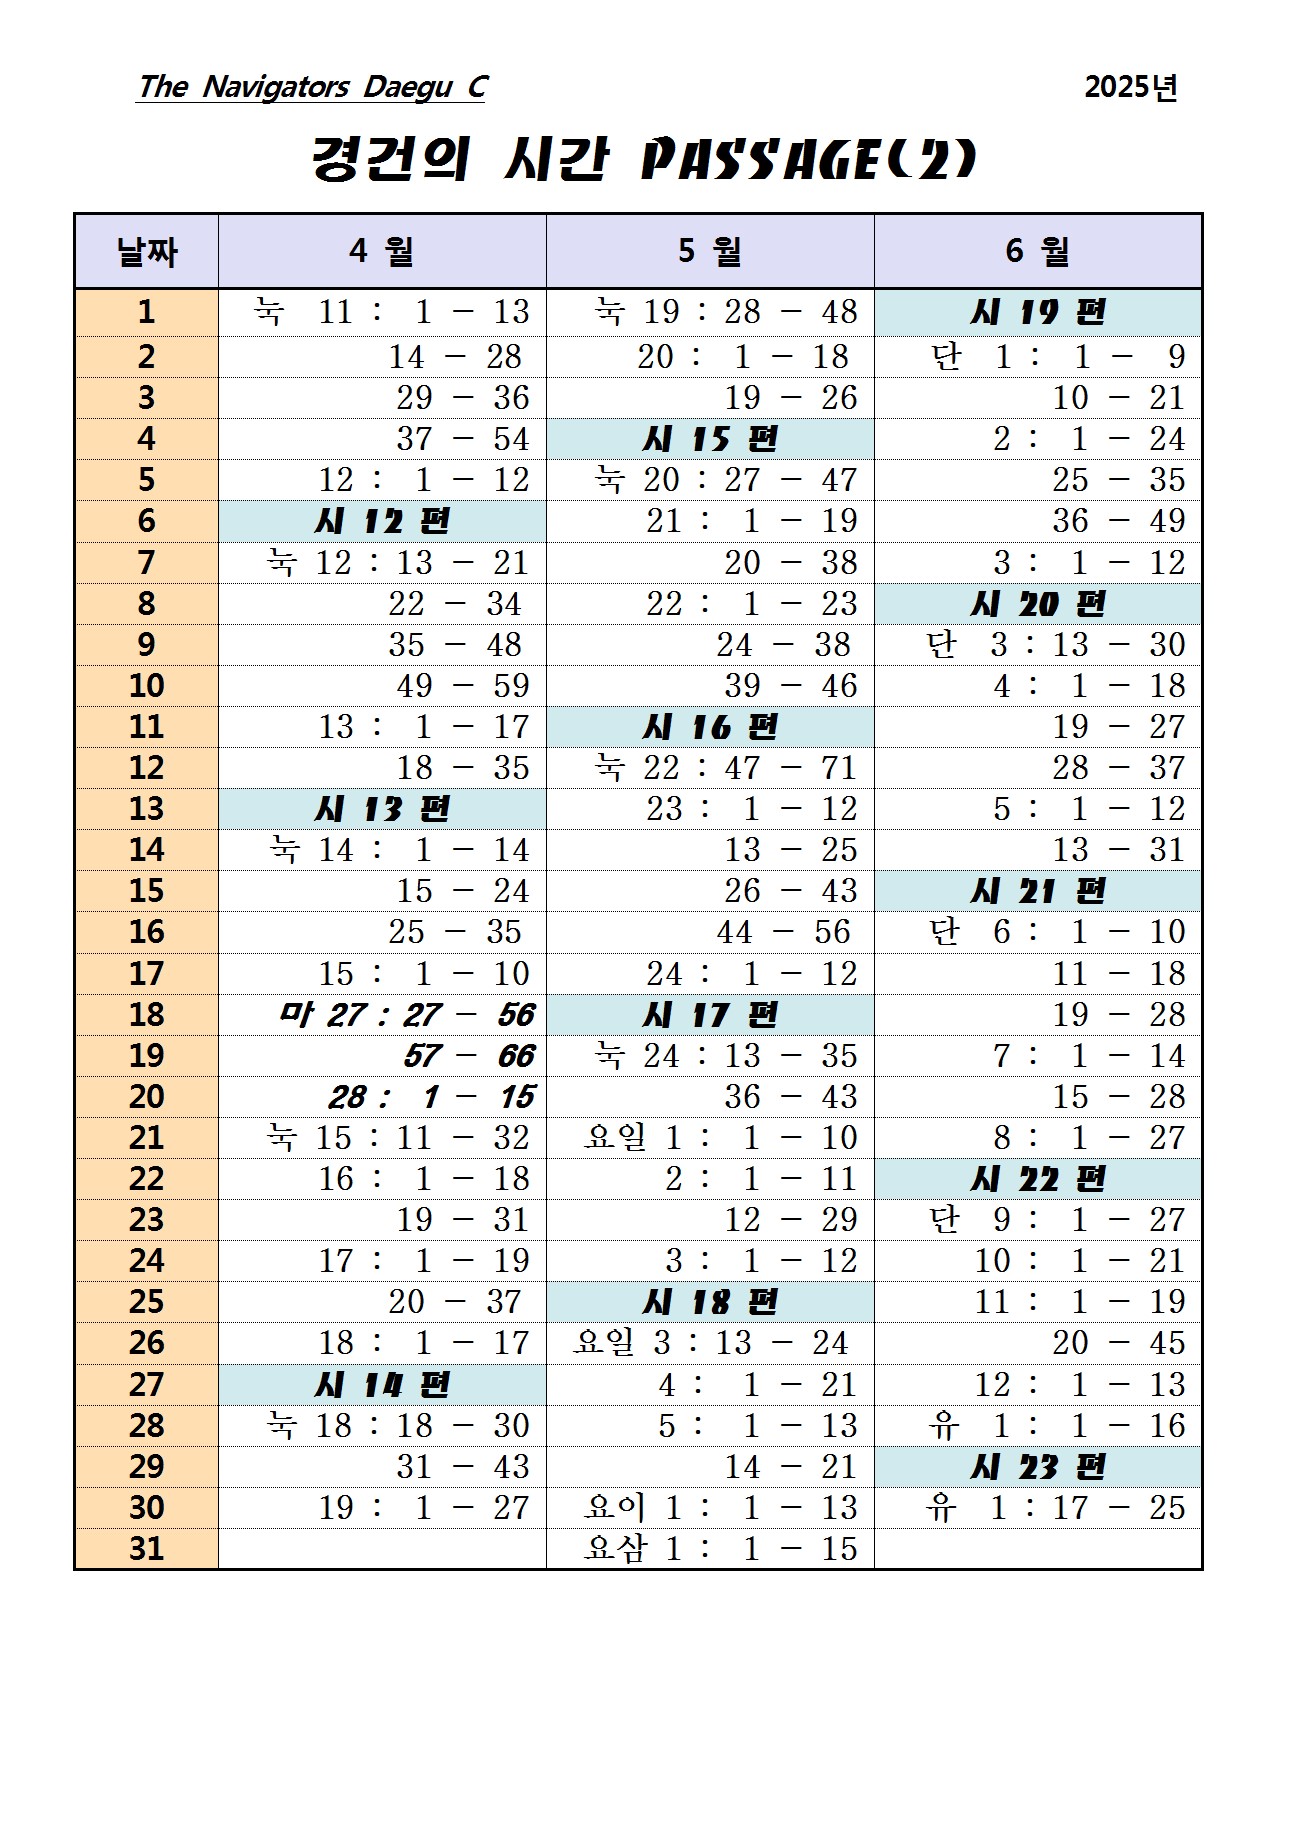 The Navigators Daegu C 2025년
경건의 시간 PASSAGE(2)
날짜 4 월 5 월 6 월
1 눅 11 : 1 - 13 눅 19 : 28 - 48 시 19 편
2 14 - 28 20 : 1 - 18 단 1 : 1 - 9
3 29 - 36 19 - 26 10 - 21
4 37 - 54 시 15 편 2 : 1 - 24
5 12 : 1 - 12 눅 20 : 27 - 47 25 - 35
6 시 12 편 21 : 1 - 19 36 - 49
7 눅 12 : 13 - 21 20 - 38 3 : 1 - 12
8 22 - 34 22 : 1 - 23 시 20 편
9 35 - 48 24 - 38 단 3 : 13 - 30
10 49 - 59 39 - 46 4 : 1 - 18
11 13 : 1 - 17 시 16 편 19 - 27
12 18 - 35 눅 22 : 47 - 71 28 - 37
13 시 13 편 23 : 1 - 12 5 : 1 - 12
14 눅 14 : 1 - 14 13 - 25 13 - 31
15 15 - 24 26 - 43 시 21 편
16 25 - 35 44 - 56 단 6 : 1 - 10
17 15 : 1 - 10 24 : 1 - 12 11 - 18
18 마 27 : 27 - 56 시 17 편 19 - 28
19 57 - 66 눅 24 : 13 - 35 7 : 1 - 14
20 28 : 1 - 15 36 - 43 15 - 28
21 눅 15 : 11 - 32 요일 1 : 1 - 10 8 : 1 - 27
22 16 : 1 - 18 2 : 1 - 11 시 22 편
23 19 - 31 12 - 29 단 9 : 1 - 27
24 17 : 1 - 19 3 : 1 - 12 10 : 1 - 21
25 20 - 37 시 18 편 11 : 1 - 19
26 18 : 1 - 17 요일 3 : 13 - 24 20 - 45
27 시 14 편 4 : 1 - 21 12 : 1 - 13
28 눅 18 : 18 - 30 5 : 1 - 13 유 1 : 1 - 16
29 31 - 43 14 - 21 시 23 편
30 19 : 1 - 27 요이 1 : 1 - 13 유 1 : 17 - 25
31 요삼 1 : 1 - 15